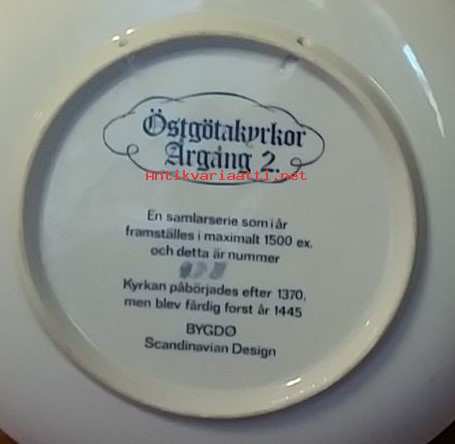 Östgötakyrkor
Årgång 2.
Antikvariaatti.net
En samlarserie som i år
framställes i maximalt 1500 ex.
och detta är nummer
Kyrkan påbörjades efter 1370,
men blev färdig först år 1445
BYGDØ
Scandinavian Design